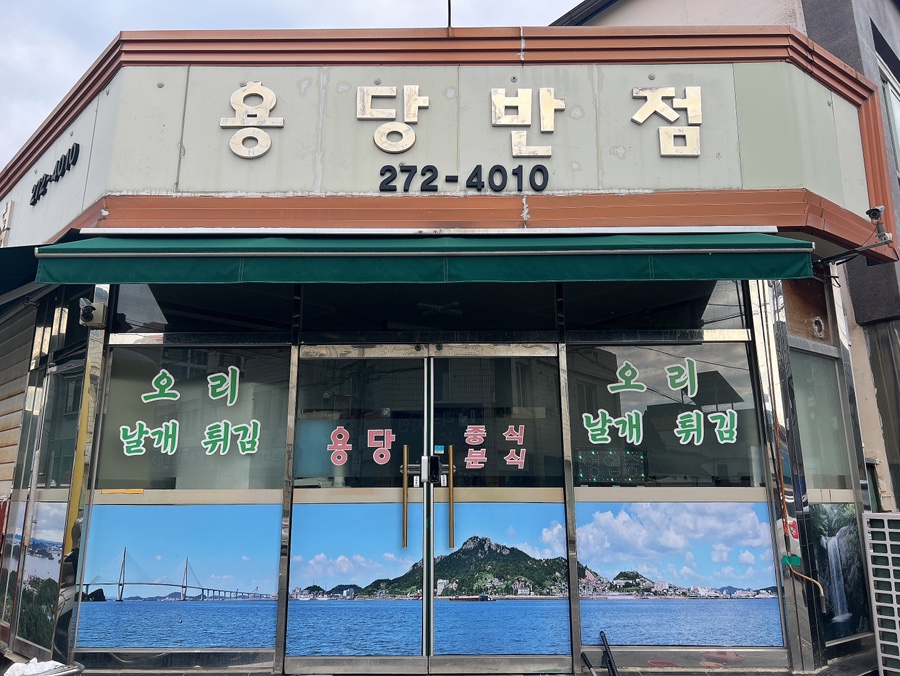 용당반점
272-4010
272-4010
오리
날개 튀김
용당
중식
분식
오리
날개 튀김